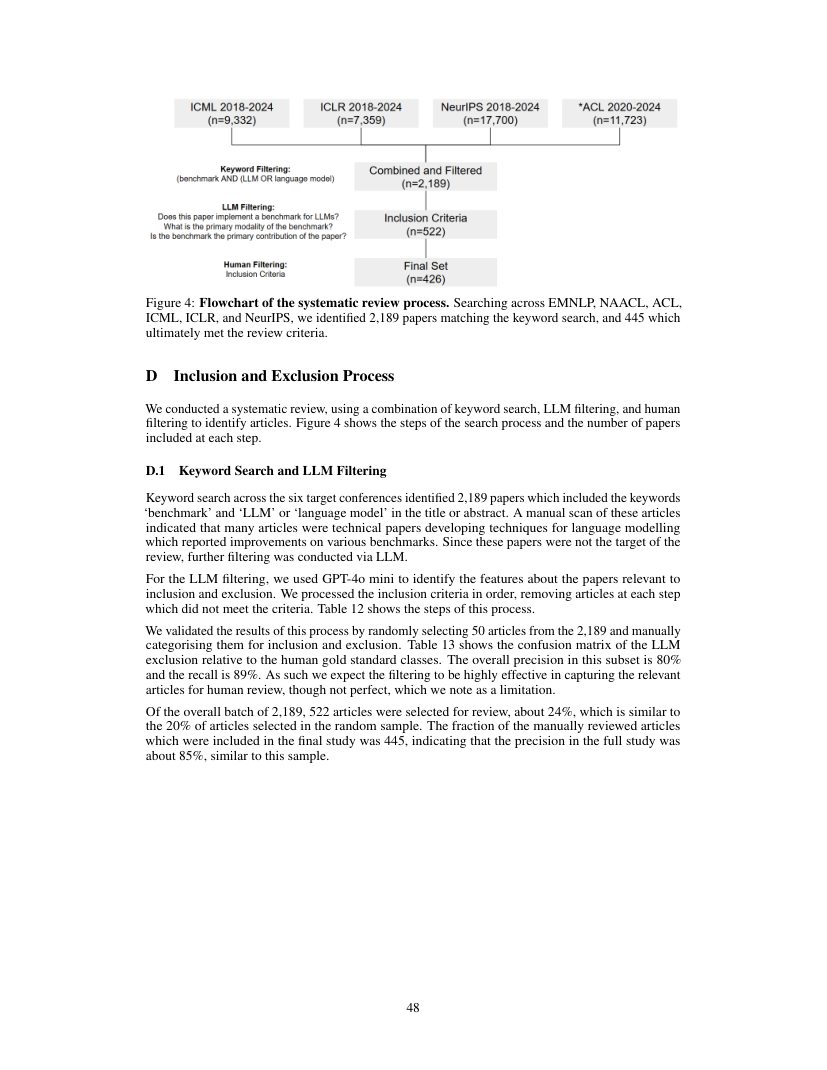 ICML 2018-2024
(n=9,332)
ICLR 2018-2024
(n=7,359)
NeurIPS 2018-2024
(n=17,700)
*ACL 2020-2024
(n=11,723)
Keyword Filtering:
(benchmark AND (LLM OR language model)
Combined and Filtered
(n=2,189)
LLM Filtering:
Does this paper implement a benchmark for LLMs?
What is the primary modality of the benchmark?
Is the benchmark the primary contribution of the paper?
Inclusion Criteria
(n=522)
Human Filtering:
Inclusion Criteria
Final Set
(n=426)
Figure 4: Flowchart of the systematic review process. Searching across EMNLP, NAACL, ACL,
ICML, ICLR, and NeurIPS, we identified 2,189 papers matching the keyword search, and 445 which
ultimately met the review criteria.
D Inclusion and Exclusion Process
We conducted a systematic review, using a combination of keyword search, LLM filtering, and human
filtering to identify articles. Figure 4 shows the steps of the search process and the number of papers
included at each step.
D.1 Keyword Search and LLM Filtering
Keyword search across the six target conferences identified 2,189 papers which included the keywords
‘benchmark’ and ‘LLM’ or ‘language model’ in the title or abstract. A manual scan of these articles
indicated that many articles were technical papers developing techniques for language modelling
which reported improvements on various benchmarks. Since these papers were not the target of the
review, further filtering was conducted via LLM.
For the LLM filtering, we used GPT-4o mini to identify the features about the papers relevant to
inclusion and exclusion. We processed the inclusion criteria in order, removing articles at each step
which did not meet the criteria. Table 12 shows the steps of this process.
We validated the results of this process by randomly selecting 50 articles from the 2,189 and manually
categorising them for inclusion and exclusion. Table 13 shows the confusion matrix of the LLM
exclusion relative to the human gold standard classes. The overall precision in this subset is 80%
and the recall is 89%. As such we expect the filtering to be highly effective in capturing the relevant
articles for human review, though not perfect, which we note as a limitation.
Of the overall batch of 2,189, 522 articles were selected for review, about 24%, which is similar to
the 20% of articles selected in the random sample. The fraction of the manually reviewed articles
which were included in the final study was 445, indicating that the precision in the full study was
about 85%, similar to this sample.
48